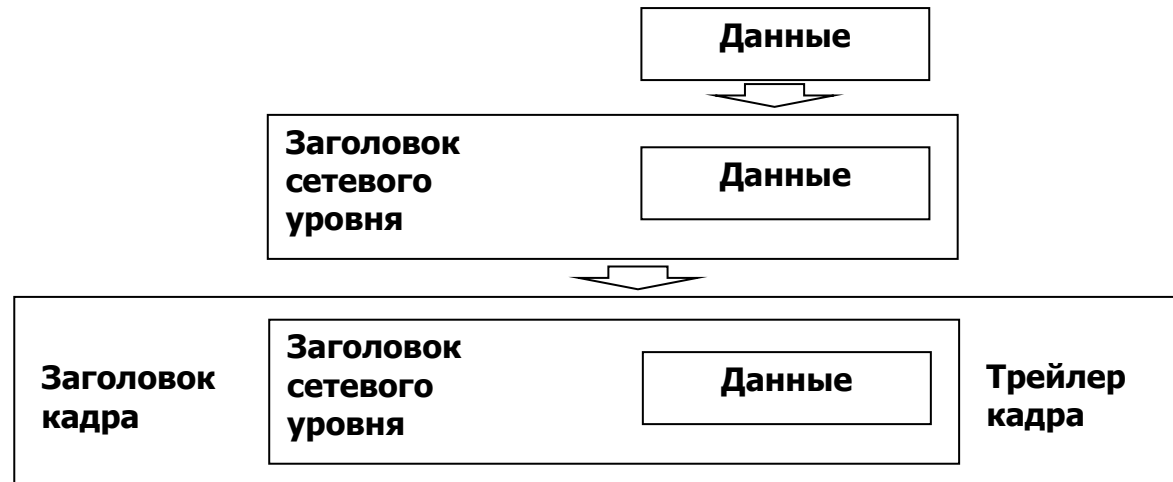 Данные
Заголовок
сетевого
уровня
Данные
Заголовок
кадра
Заголовок
сетевого
уровня
Данные
Трейлер
кадра